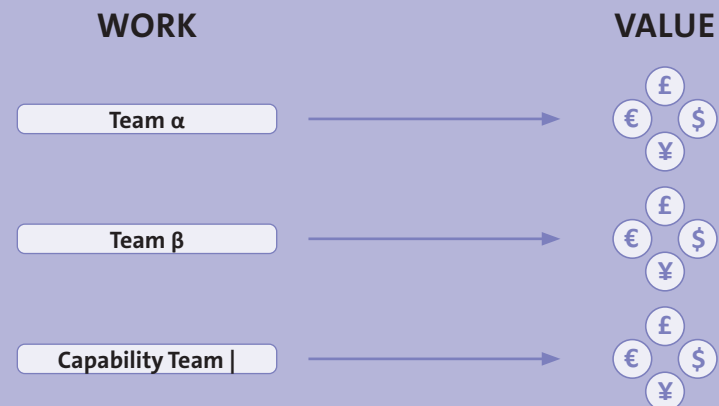 WORK VALUE
£
Team α € $
¥
£
Team β € $
¥
£
Capability Team | € $
¥